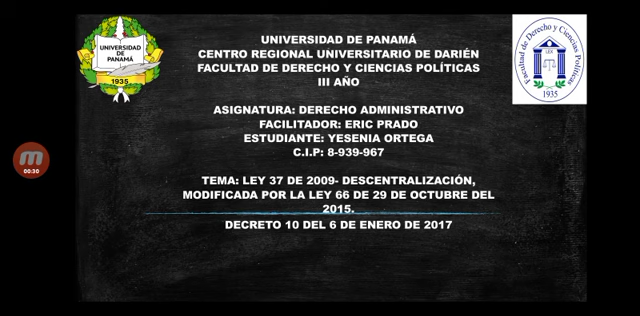 UNIVERSIDAD DE PANAMÁ
CENTRO REGIONAL UNIVERSITARIO DE DARIÉN
FACULTAD DE DERECHO Y CIENCIAS POLÍTICAS
III AÑO
ASIGNATURA: DERECHO ADMINISTRATIVO
FACILITADOR: ERIC PRADO
ESTUDIANTE: YESENIA ORTEGA
C.I.P: 8-939-967
TEMA: LEY 37 DE 2009- DESCENTRALIZACIÓN,
MODIFICADA POR LA LEY 66 DE 29 DE OCTUBRE DEL
2015.
DECRETO 10 DEL 6 DE ENERO DE 2017
UNIVERSIDAD
DE
PANAMÁ
1935
Facultad de Derecho y Ciencias Políticas
LEX
1935
00:30